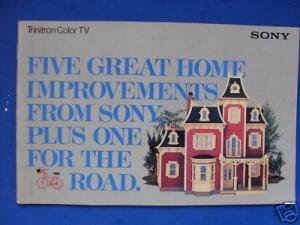 Trinitron Color TV
SONY
FIVE GREAT HOME
IMPROVEMENTS
FROM SONY
PLUS ONE
FOR THE
ROAD.